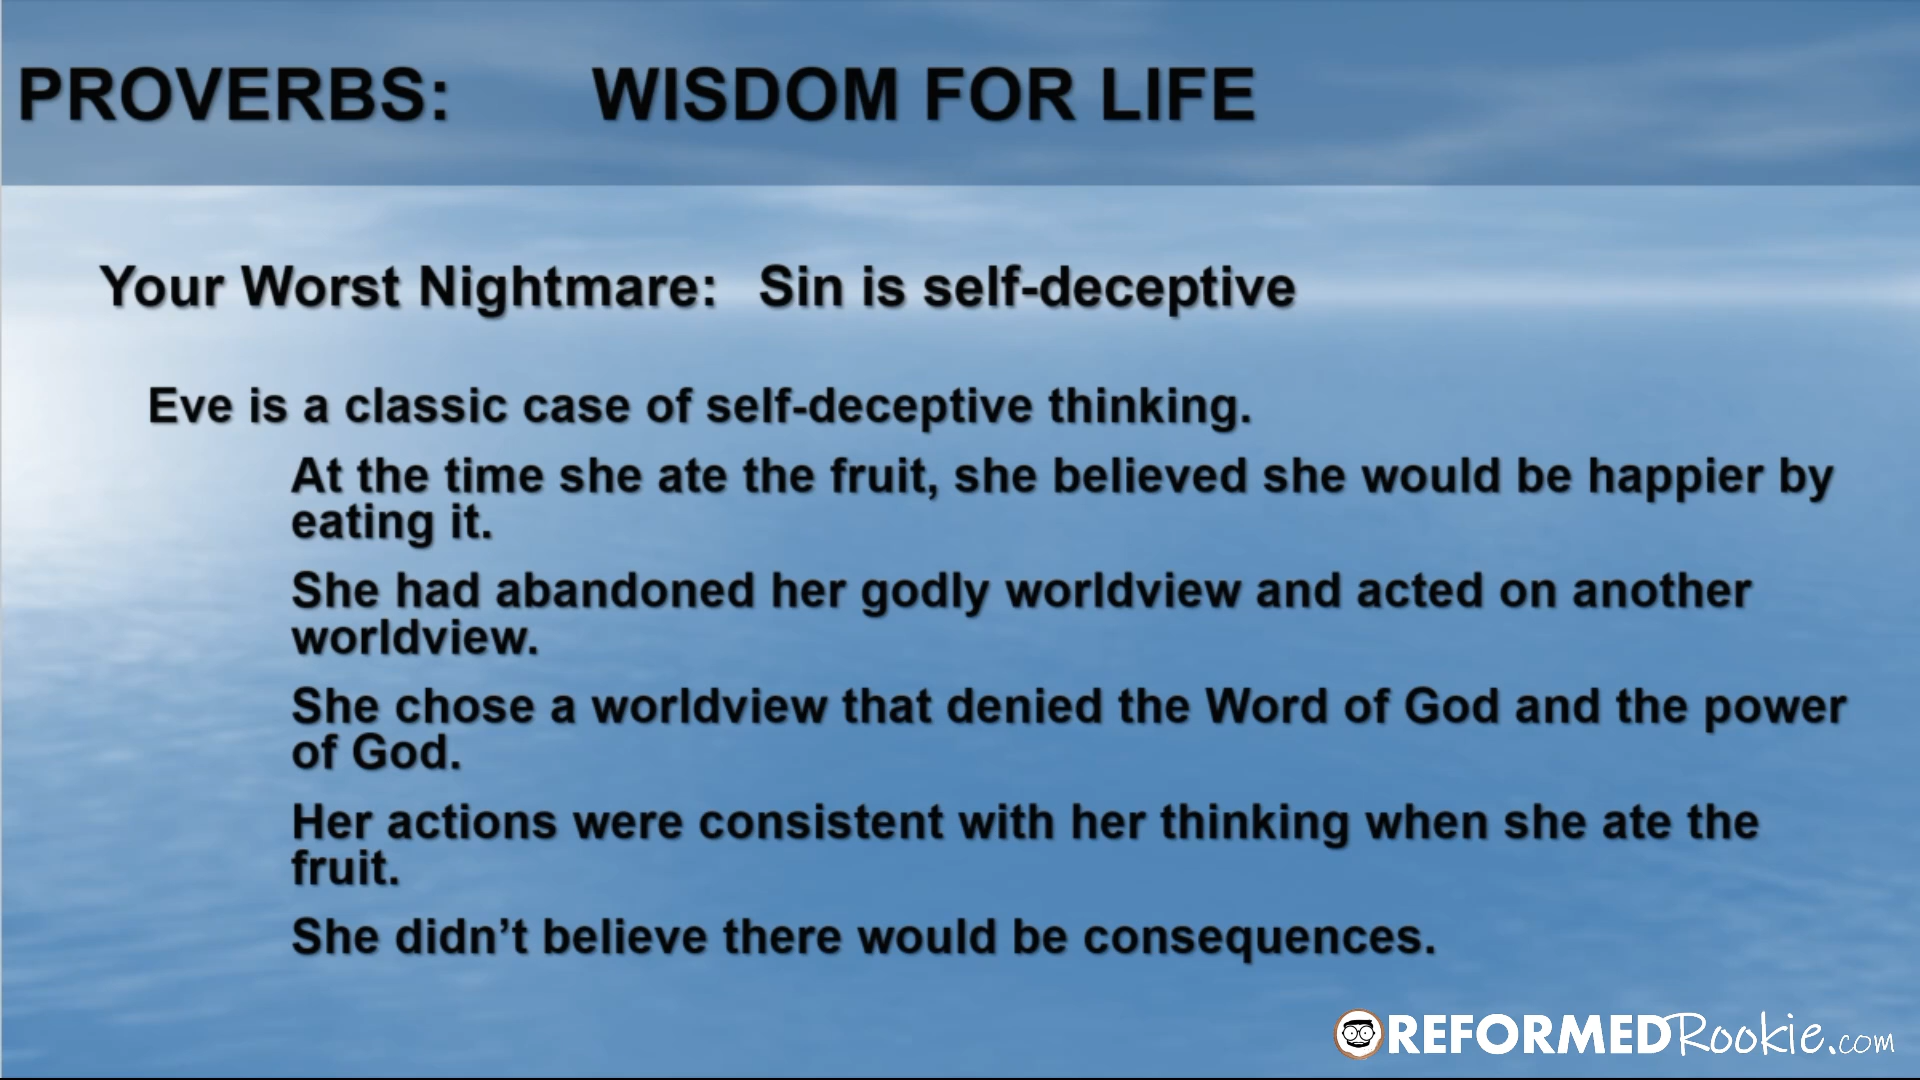 PROVERBS: WISDOM FOR LIFE
Your Worst Nightmare: Sin is self-deceptive
Eve is a classic case of self-deceptive thinking.
At the time she ate the fruit, she believed she would be happier by
eating it.
She had abandoned her godly worldview and acted on another
worldview.
She chose a worldview that denied the Word of God and the power
of God.
Her actions were consistent with her thinking when she ate the
fruit.
She didn’t believe there would be consequences.
REFORMEDRookie.com